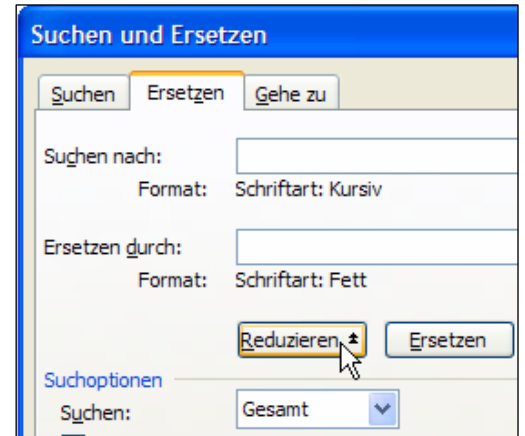 Suchen und Ersetzen
Suchen Ersetzen Gehe zu
Suchen nach:
Format: Schriftart: Kursiv
Ersetzen durch:
Format: Schriftart: Fett
Reduzieren Ersetzen
Suchoptionen
Suchen: Gesamt